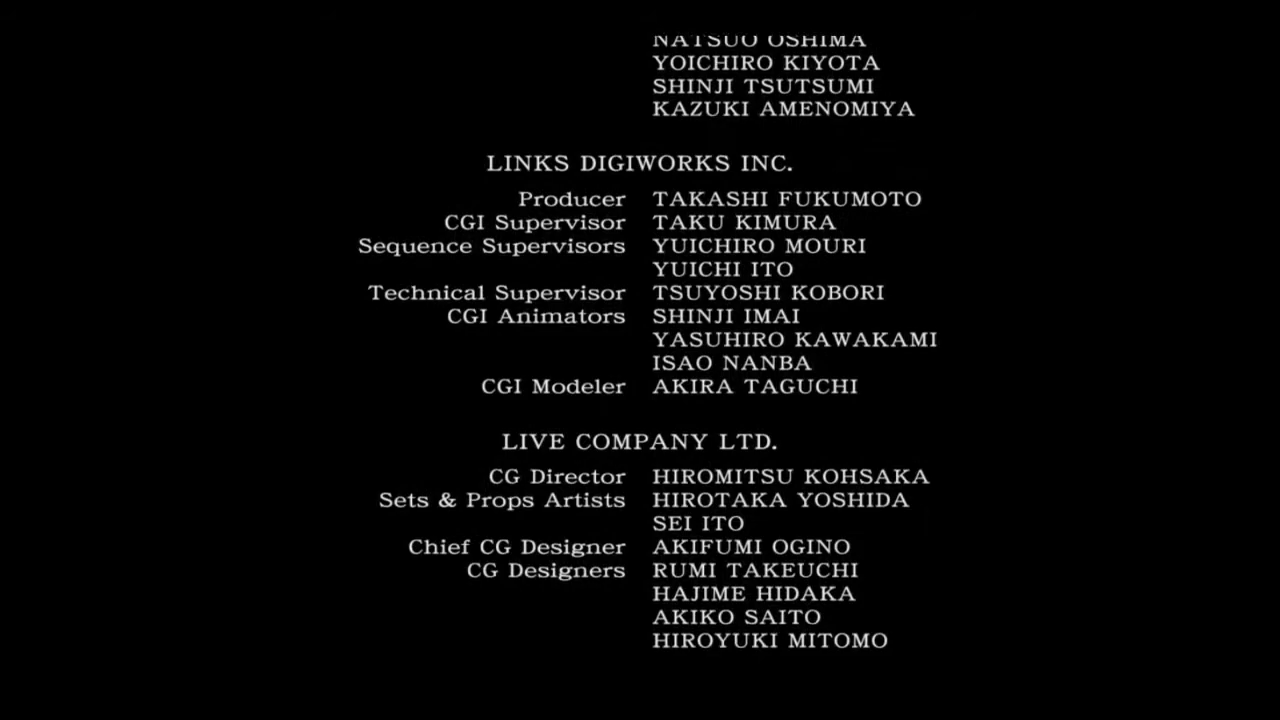 NATSUO OSHIMA
YOICHIRO KIYOTA
SHINJI TSUTSUMI
KAZUKI AMENOMIYA
LINKS DIGIWORKS INC.
Producer TAKASHI FUKUMOTO
CGI Supervisor TAKU KIMURA
Sequence Supervisors YUICHIRO MOURI
YUICHI ITO
Technical Supervisor TSUYOSHI KOBORI
CGI Animators SHINJI IMAI
YASUHIRO KAWAKAMI
ISAO NANBA
CGI Modeler AKIRA TAGUCHI
LIVE COMPANY LTD.
CG Director HIROMITSU KOHSAKA
Sets & Props Artists HIROTAKA YOSHIDA
SEI ITO
Chief CG Designer AKIFUMI OGINO
CG Designers RUMI TAKEUCHI
HAJIME HIDAKA
AKIKO SAITO
HIROYUKI MITOMO